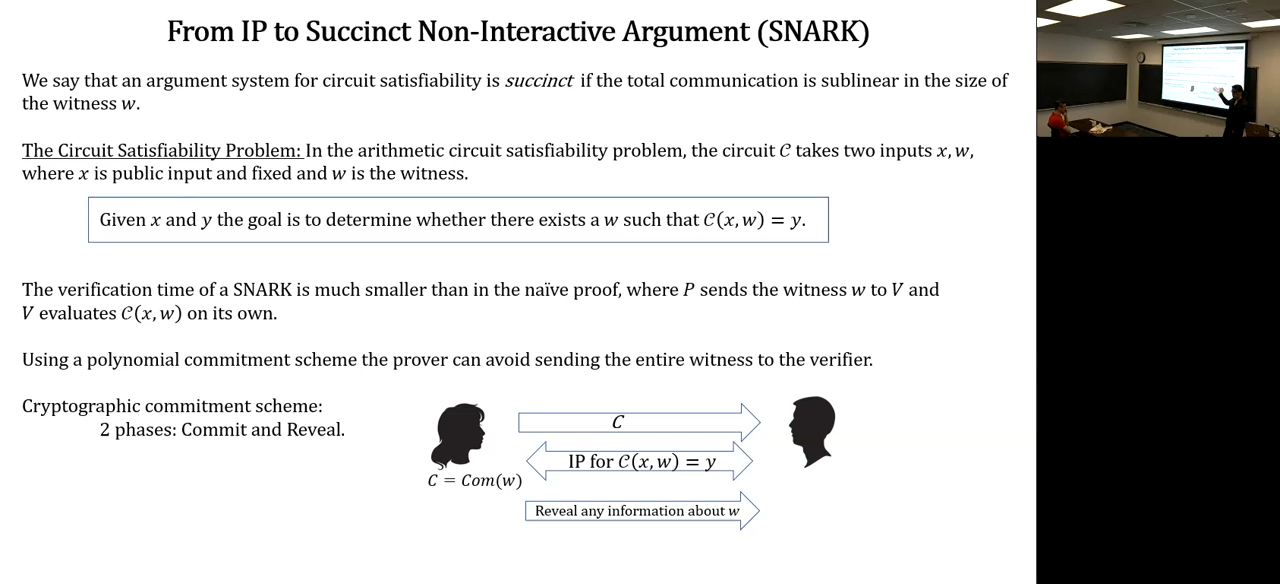 From IP to Succinct Non-Interactive Argument (SNARK)
We say that an argument system for circuit satisfiability is succinct if the total communication is sublinear in the size of
the witness w.
The Circuit Satisfiability Problem: In the arithmetic circuit satisfiability problem, the circuit 𝒞 takes two inputs x, w,
where x is public input and fixed and w is the witness.
Given x and y the goal is to determine whether there exists a w such that 𝒞(x, w) = y.
The verification time of a SNARK is much smaller than in the naïve proof, where P sends the witness w to V and
V evaluates 𝒞(x, w) on its own.
Using a polynomial commitment scheme the prover can avoid sending the entire witness to the verifier.
Cryptographic commitment scheme:
2 phases: Commit and Reveal.
C
IP for 𝒞(x, w) = y
C = Com(w)
Reveal any information about w